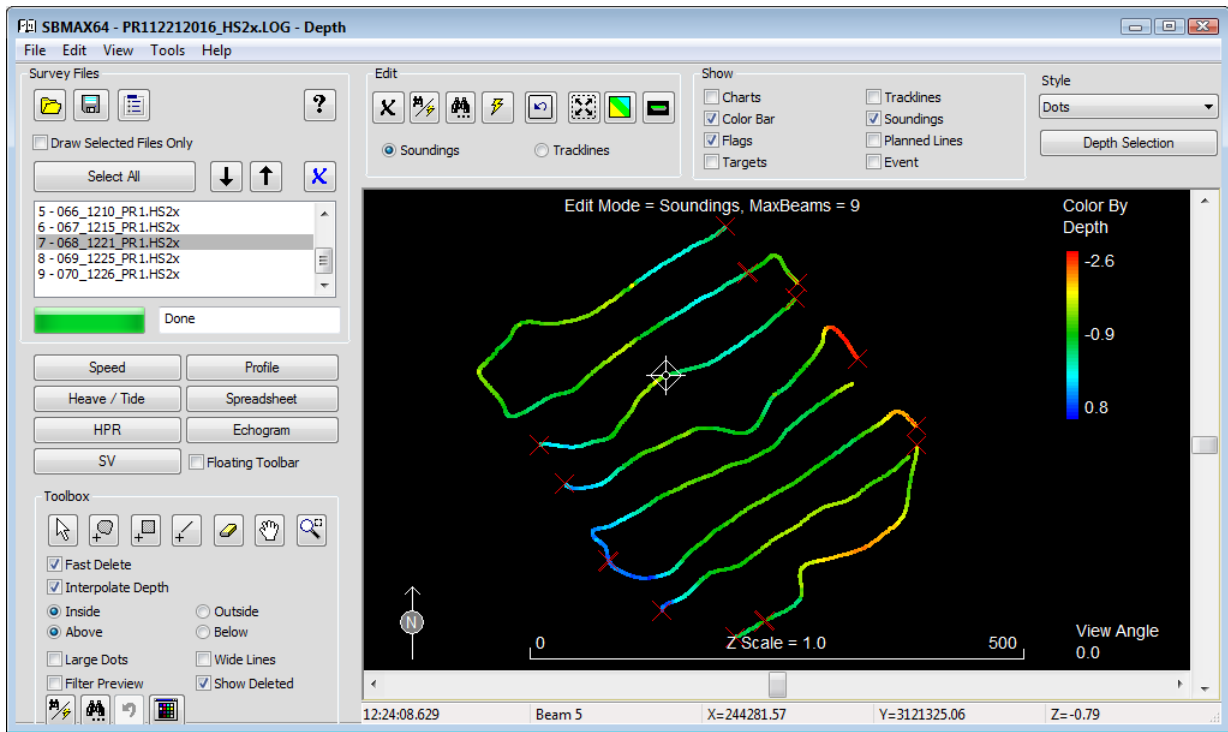 SBMAX64 - PR112212016_HS2x.LOG - Depth
File Edit View Tools Help
Survey Files
?
Draw Selected Files Only
Select All
X
5 - 066_1210_PR1.HS2x
6 - 067_1215_PR1.HS2x
7 - 068_1221_PR1.HS2x
8 - 069_1225_PR1.HS2x
9 - 070_1226_PR1.HS2x
Done
Speed Profile
Heave / Tide Spreadsheet
HPR Echogram
SV Floating Toolbar
Toolbox
Fast Delete
Interpolate Depth
Inside Outside
Above Below
Large Dots Wide Lines
Filter Preview Show Deleted
Edit
X
Soundings Tracklines
Show
Charts Tracklines
Color Bar Soundings
Flags Planned Lines
Targets Event
Style
Dots
Depth Selection
Edit Mode = Soundings, MaxBeams = 9
Color By
Depth
-2.6
-0.9
0.8
N
0 Z Scale = 1.0 500
View Angle
0.0
12:24:08.629 Beam 5 X=244281.57 Y=3121325.06 Z=-0.79